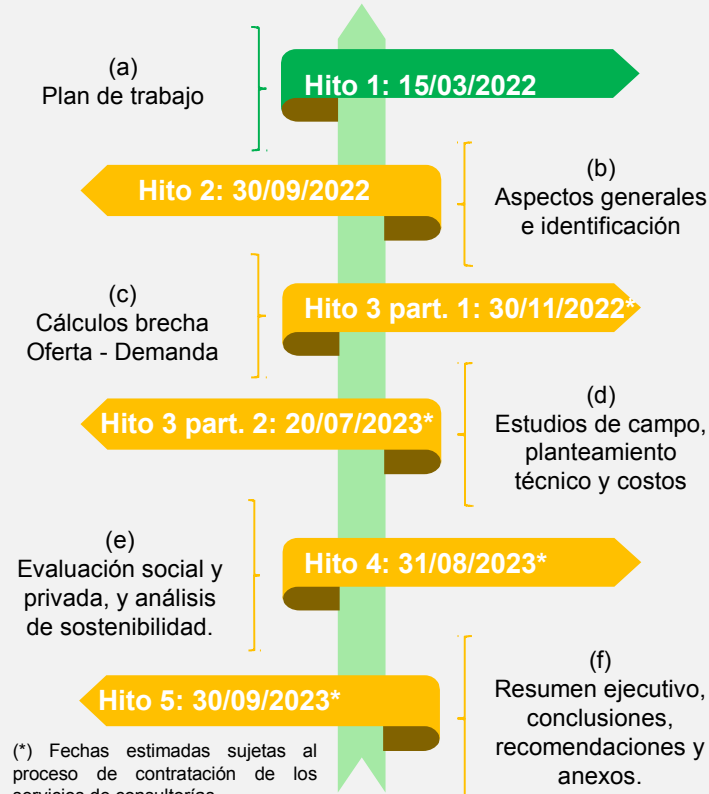 (a)
Plan de trabajo
Hito 1: 15/03/2022
Hito 2: 30/09/2022
(b)
Aspectos generales
e identificación
(c)
Cálculos brecha
Oferta - Demanda
Hito 3 part. 1: 30/11/2022*
Hito 3 part. 2: 20/07/2023*
(d)
Estudios de campo,
planteamiento
técnico y costos
(e)
Evaluación social y
privada, y análisis
de sostenibilidad.
Hito 4: 31/08/2023*
Hito 5: 30/09/2023*
(f)
Resumen ejecutivo,
conclusiones,
recomendaciones y
anexos.
(*) Fechas estimadas sujetas al
proceso de contratación de los
servicios de consultorías